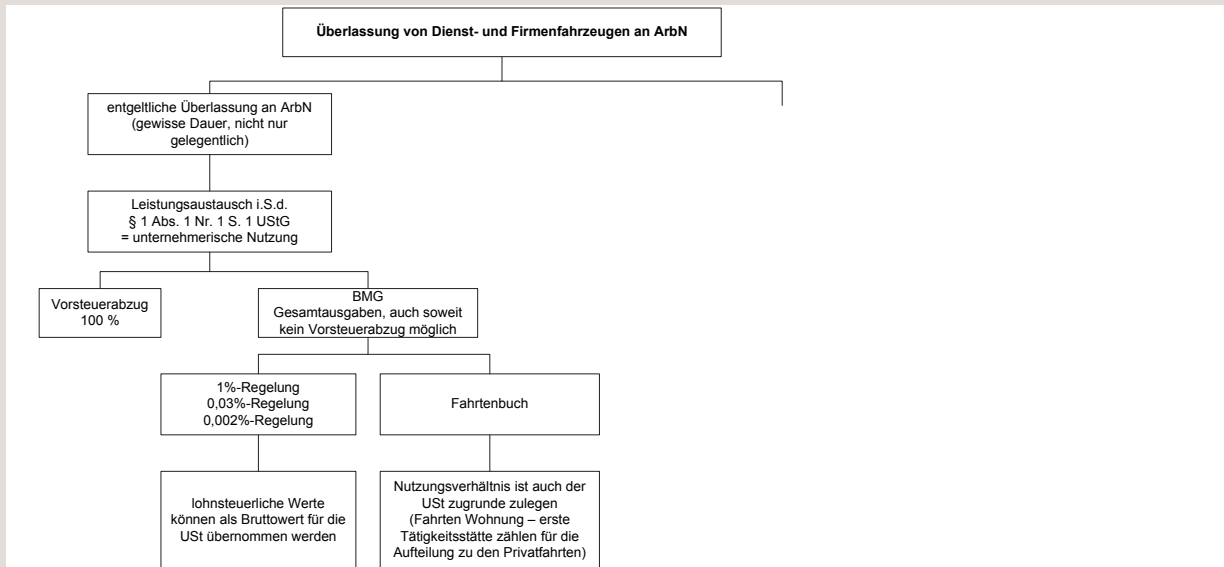 Überlassung von Dienst- und Firmenfahrzeugen an ArbN
entgeltliche Überlassung an ArbN
(gewisse Dauer, nicht nur
gelegentlich)
Leistungsaustausch i.S.d.
§ 1 Abs. 1 Nr. 1 S. 1 UStG
= unternehmerische Nutzung
Vorsteuerabzug
100 %
BMG
Gesamtausgaben, auch soweit
kein Vorsteuerabzug möglich
1%-Regelung
0,03%-Regelung
0,002%-Regelung
Fahrtenbuch
lohnsteuerliche Werte
können als Bruttowert für die
USt übernommen werden
Nutzungsverhältnis ist auch der
USt zugrunde zulegen
(Fahrten Wohnung – erste
Tätigkeitsstätte zählen für die
Aufteilung zu den Privatfahrten)